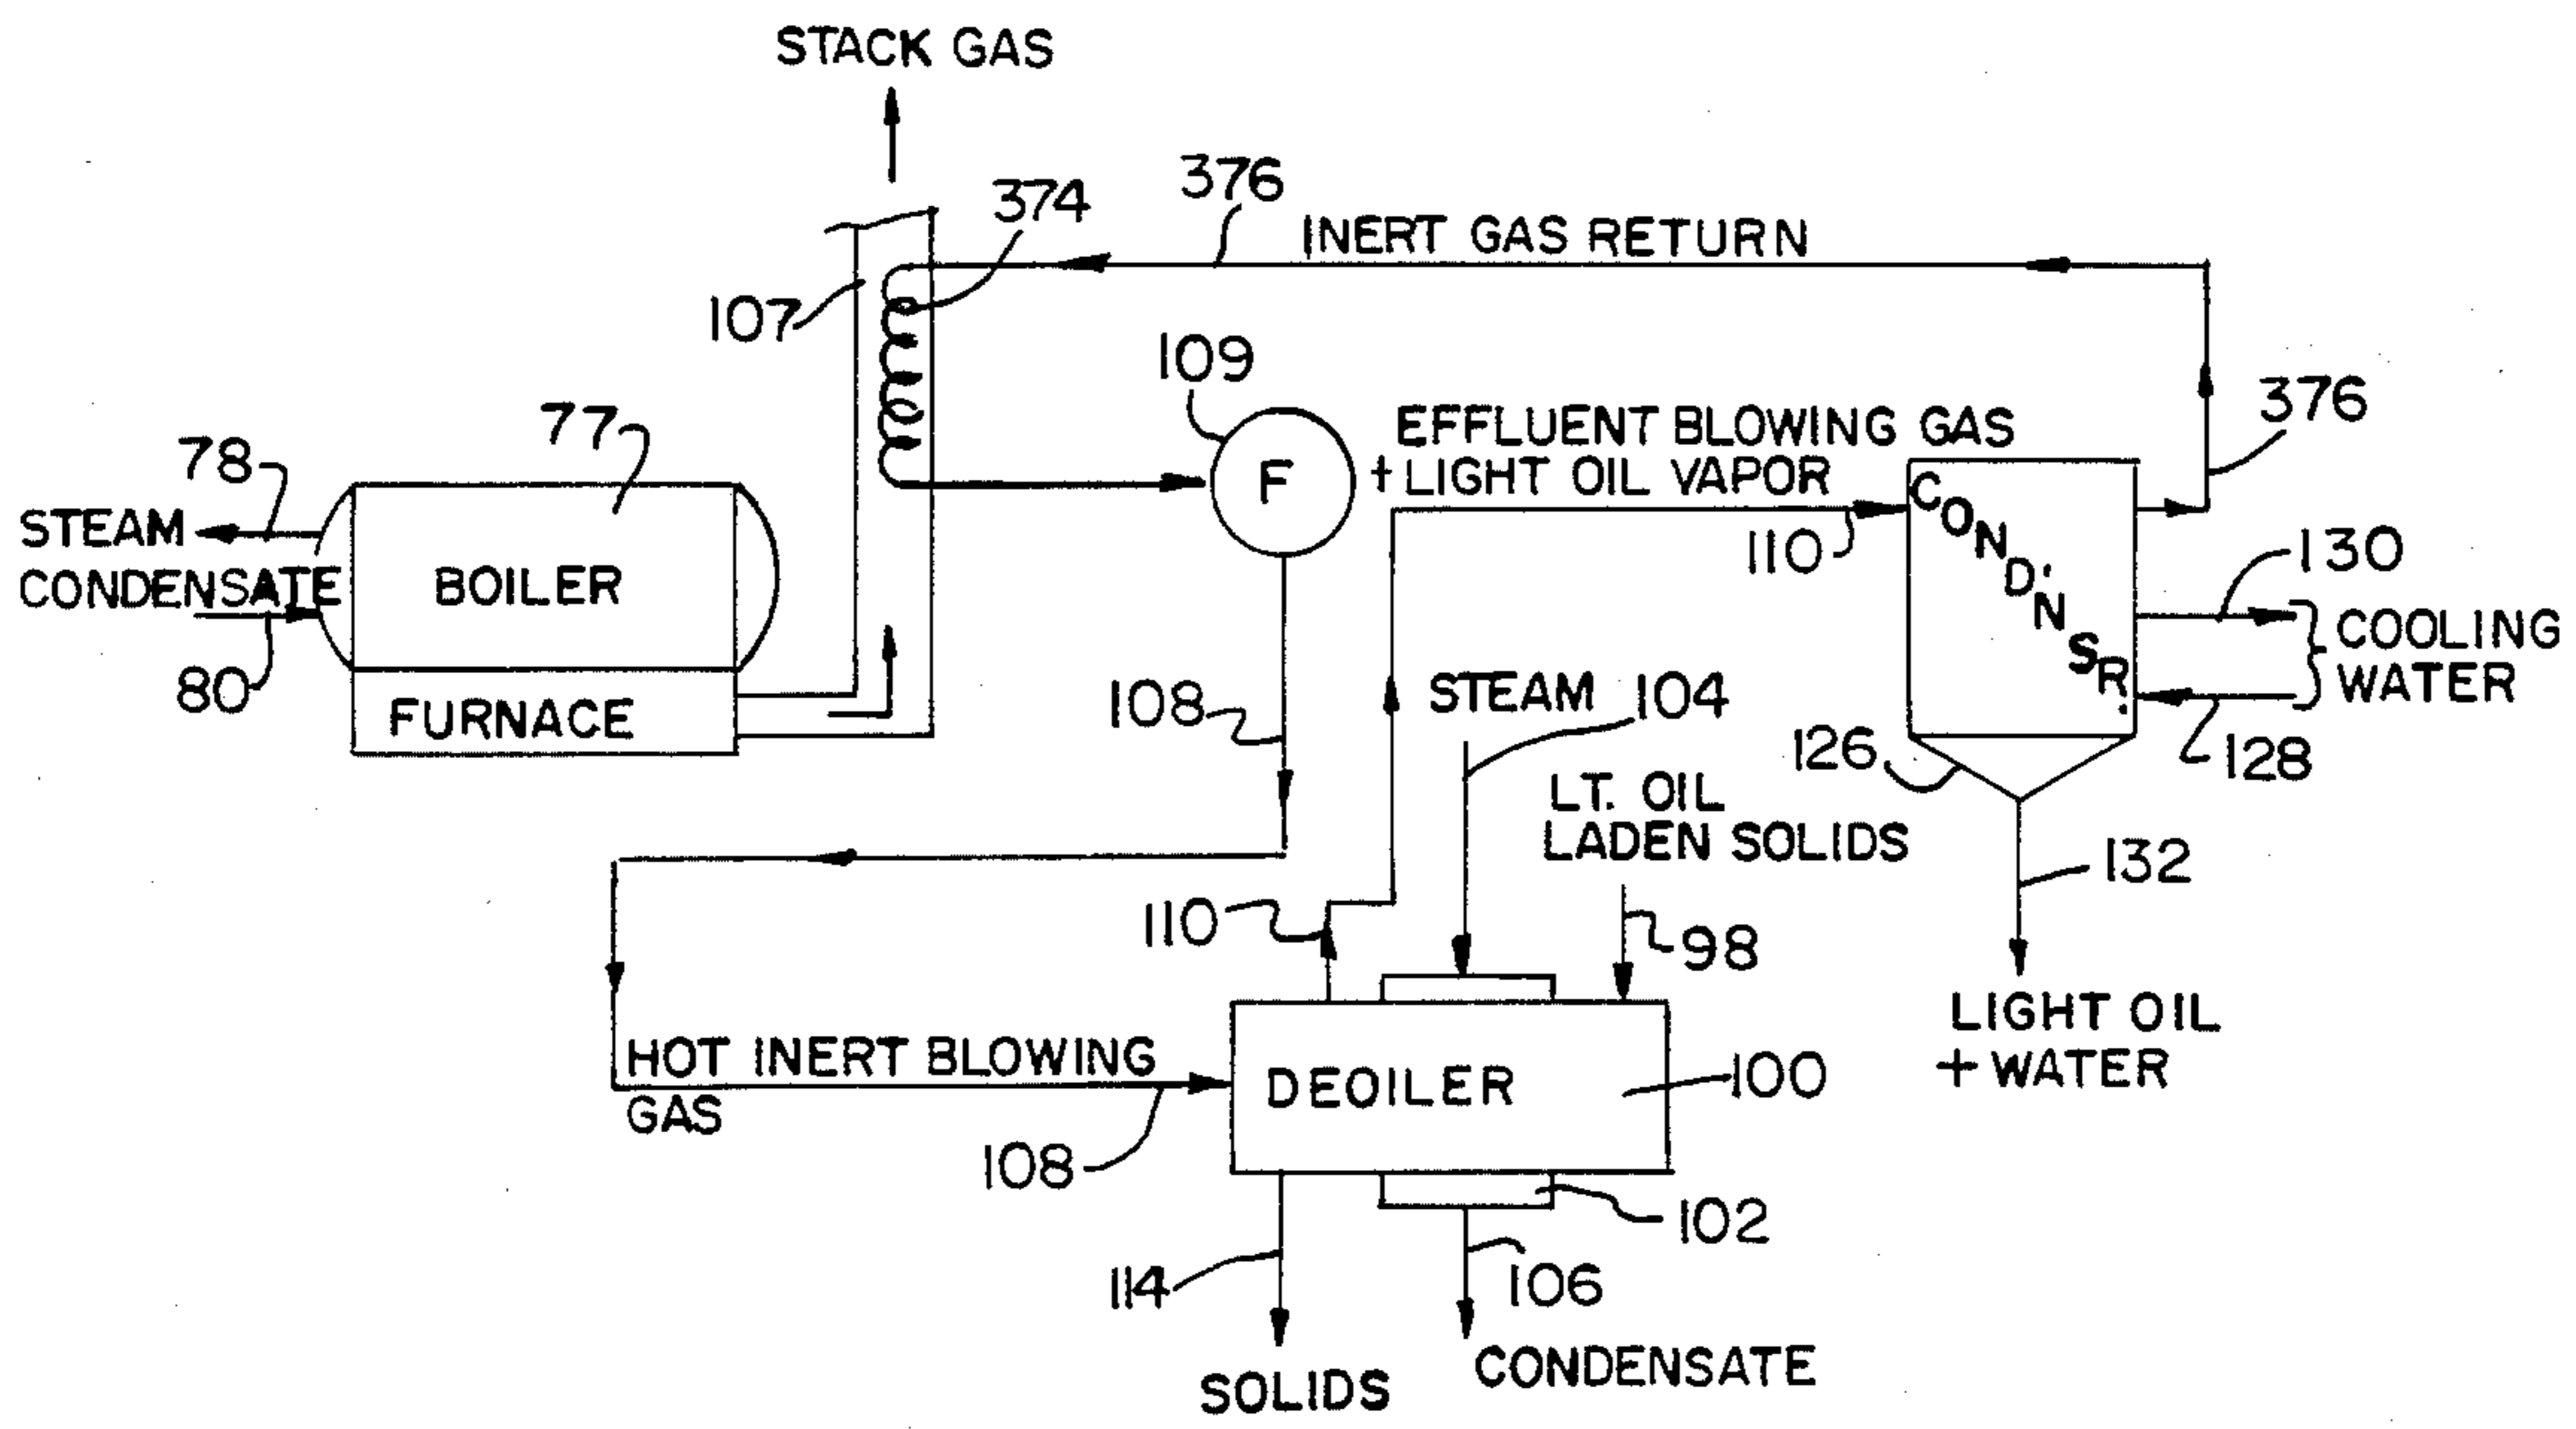 STACK GAS
374
376
INERT GAS RETURN
107
109
F
376
EFFLUENT BLOWING GAS
+ LIGHT OIL VAPOR
77
78
STEAM
CONDENSATE
BOILER
80
FURNACE
110
COND'NSR.
130
COOLING
WATER
128
126
108
STEAM
104
LT. OIL
LADEN SOLIDS
132
110
98
LIGHT OIL
+ WATER
HOT INERT BLOWING
GAS
DEOILER
100
108
102
114
106
CONDENSATE
SOLIDS